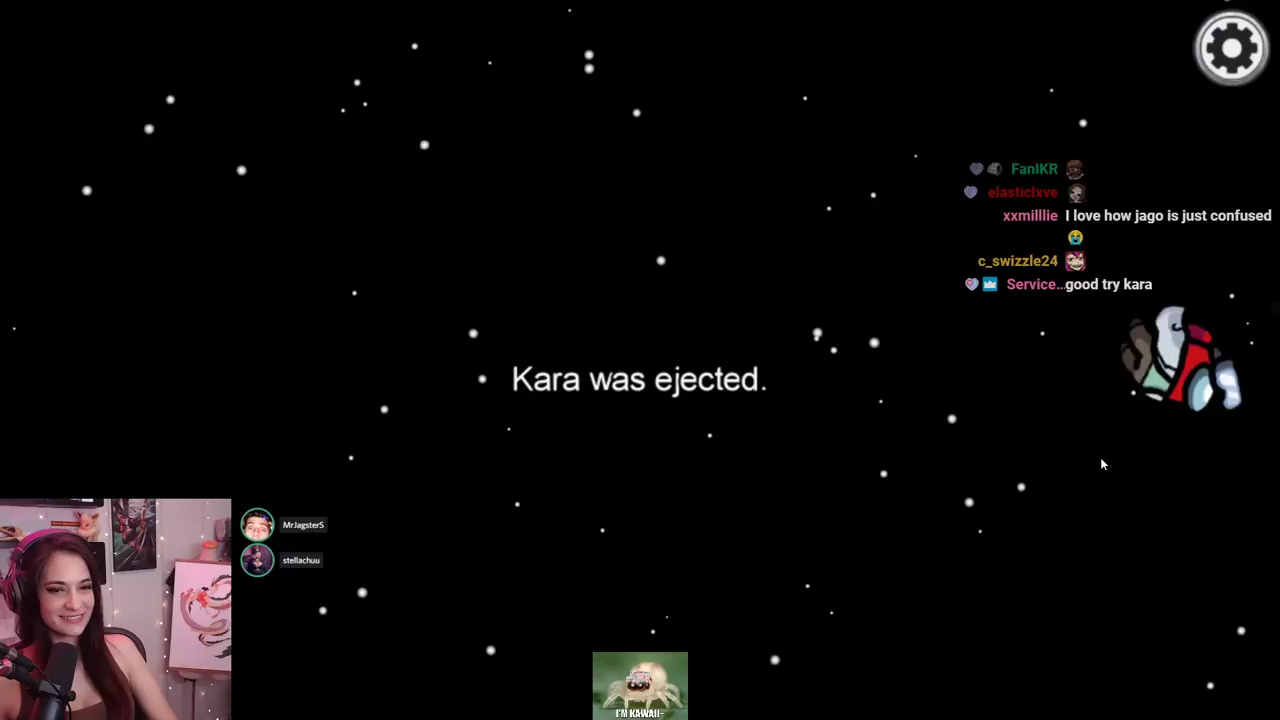 FanIKR
elasticlxve
xxmilllie I love how jago is just confused
c_swizzle24
Service... good try kara
Kara was ejected.
MrJagsterS
stellachuu
I'M KAWAII~